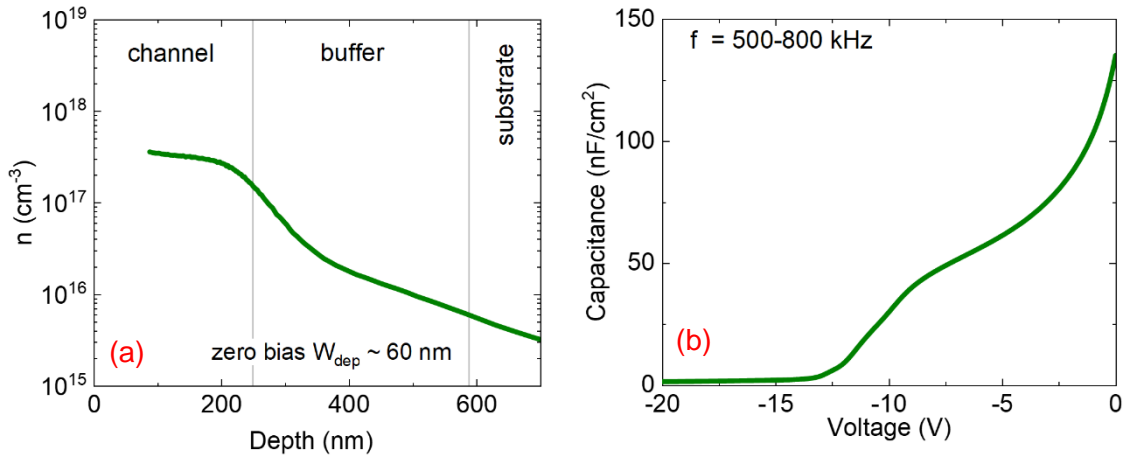 10¹⁹
10¹⁸
10¹⁷
10¹⁶
10¹⁵
n (cm⁻³)
channel
buffer
substrate
(a)
zero bias W_dep ~ 60 nm
0
200
400
600
Depth (nm)
150
100
50
0
Capacitance (nF/cm²)
f = 500-800 kHz
(b)
-20
-15
-10
-5
0
Voltage (V)